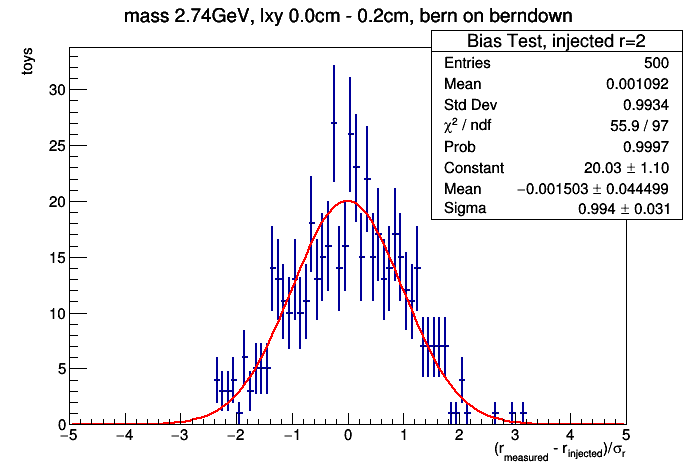 mass 2.74GeV, lxy 0.0cm - 0.2cm, bern on berndown
Bias Test, injected r=2
Entries 500
Mean 0.001092
Std Dev 0.9934
χ² / ndf 55.9 / 97
Prob 0.9997
Constant 20.03 ± 1.10
Mean −0.001503 ± 0.044499
Sigma 0.994 ± 0.031
toys
30
25
20
15
10
5
0
−5 −4 −3 −2 −1 0 1 2 3 4 5
(r_measured - r_injected)/σ_r